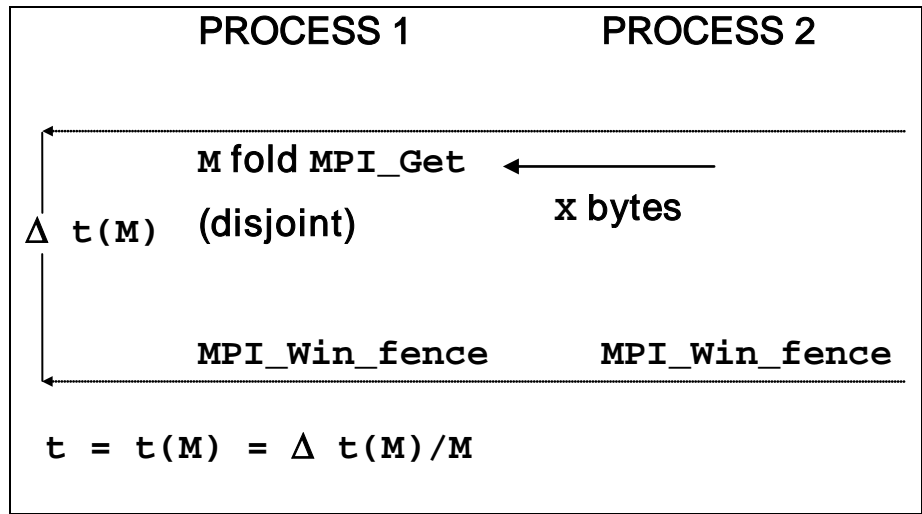 PROCESS 1 PROCESS 2
M fold MPI_Get
x bytes
(disjoint)
Δ t(M)
MPI_Win_fence MPI_Win_fence
t = t(M) = Δ t(M)/M